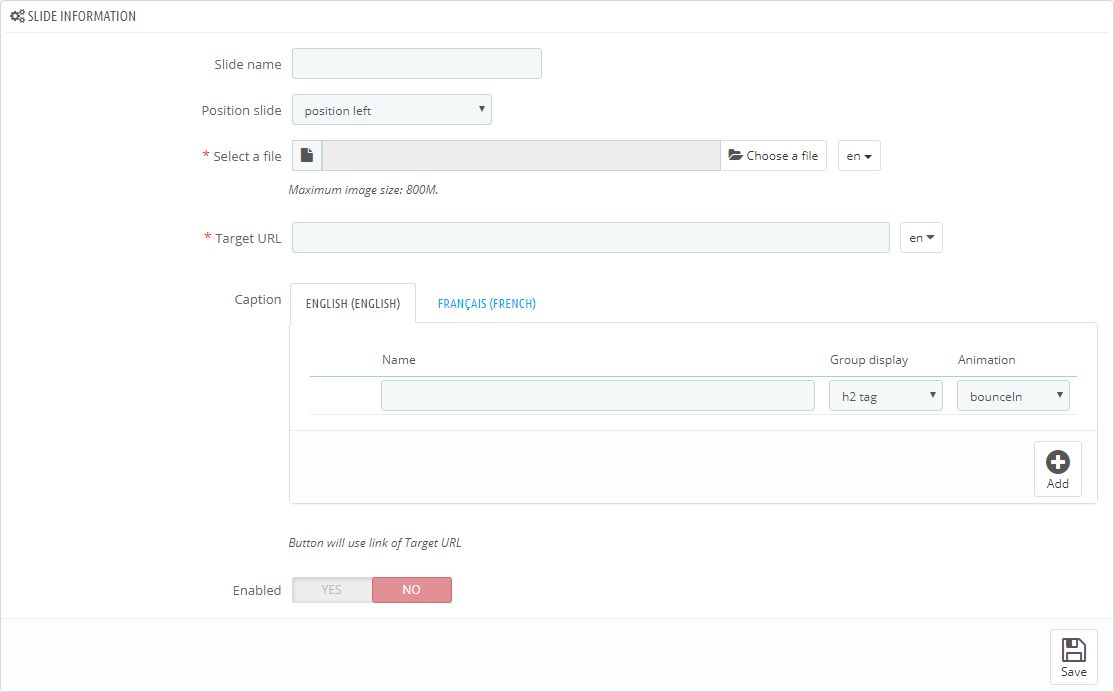 SLIDE INFORMATION
Slide name
Position slide position left
* Select a file Choose a file en
Maximum image size: 800M.
* Target URL en
Caption ENGLISH (ENGLISH) FRANÇAIS (FRENCH)
Name Group display Animation
h2 tag bounceIn
Add
Button will use link of Target URL
Enabled YES NO
Save